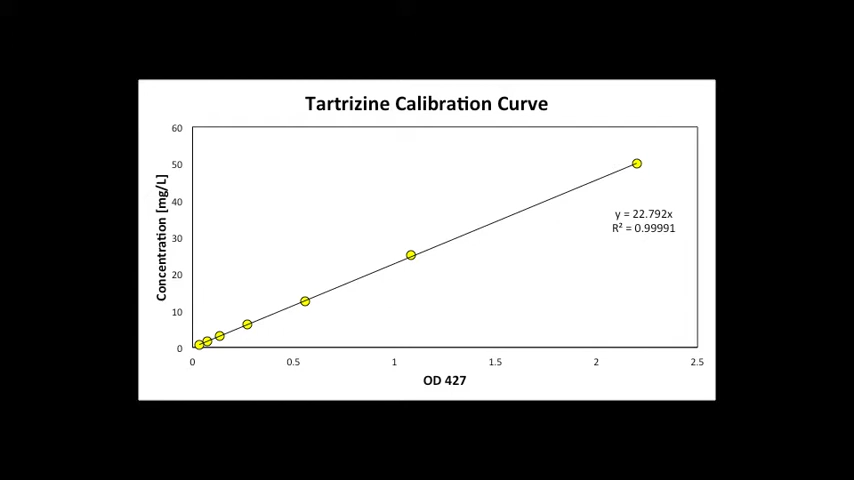 Tartrizine Calibration Curve
60
50
40
30
20
10
0
Concentration [mg/L]
y = 22.792x
R² = 0.99991
0 0.5 1 1.5 2 2.5
OD 427